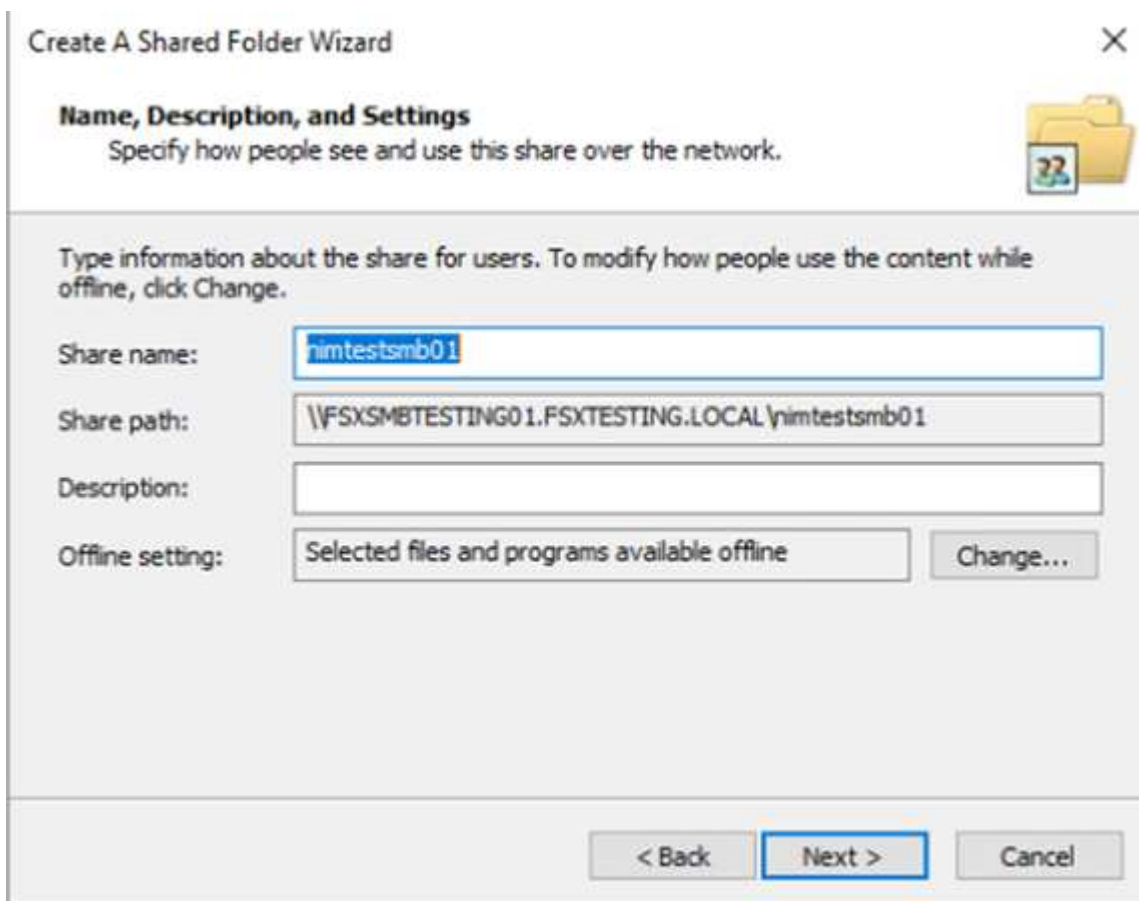 Create A Shared Folder Wizard
Name, Description, and Settings
Specify how people see and use this share over the network.
Type information about the share for users. To modify how people use the content while
offline, click Change.
Share name:
nimtestsmb01
Share path:
\\FSXSMBTESTING01.FSXTESTING.LOCAL\nimtestsmb01
Description:
Offline setting:
Selected files and programs available offline
Change...
< Back
Next >
Cancel